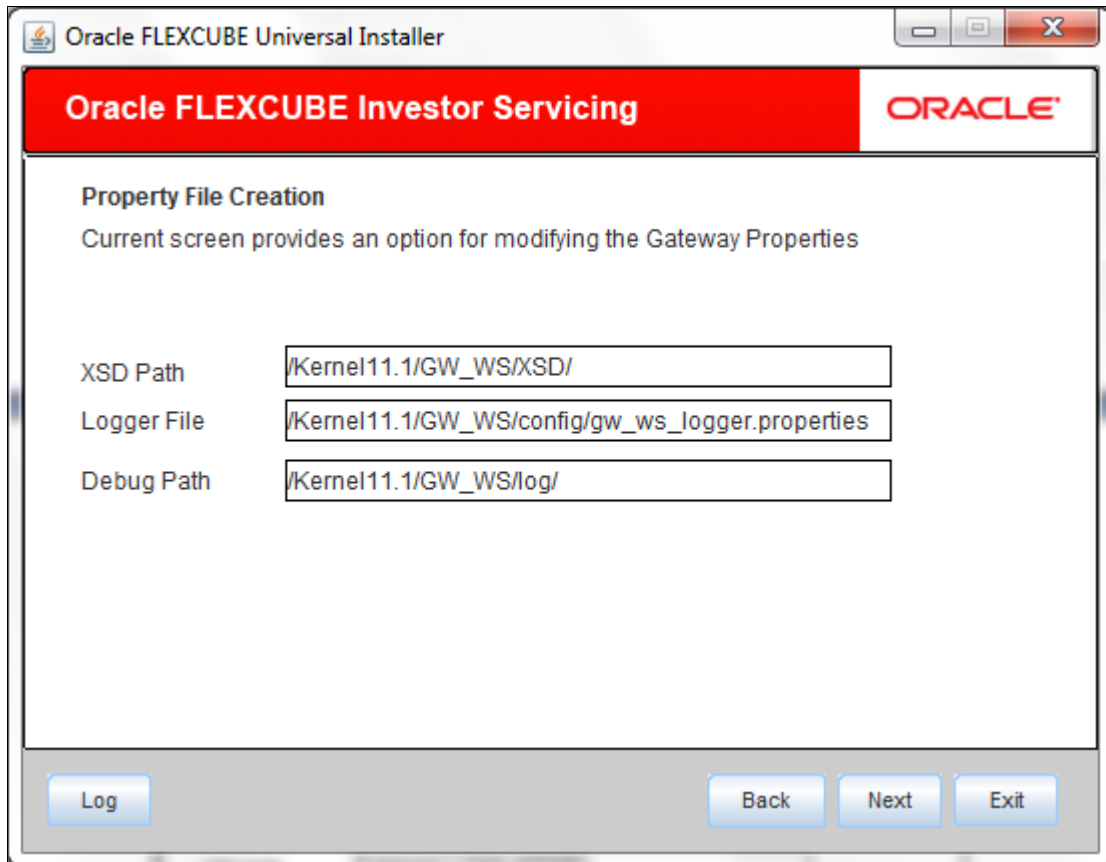 Oracle FLEXCUBE Universal Installer
Oracle FLEXCUBE Investor Servicing
ORACLE
Property File Creation
Current screen provides an option for modifying the Gateway Properties
XSD Path /Kernel11.1/GW_WS/XSD/
Logger File /Kernel11.1/GW_WS/config/gw_ws_logger.properties
Debug Path /Kernel11.1/GW_WS/log/
Log Back Next Exit